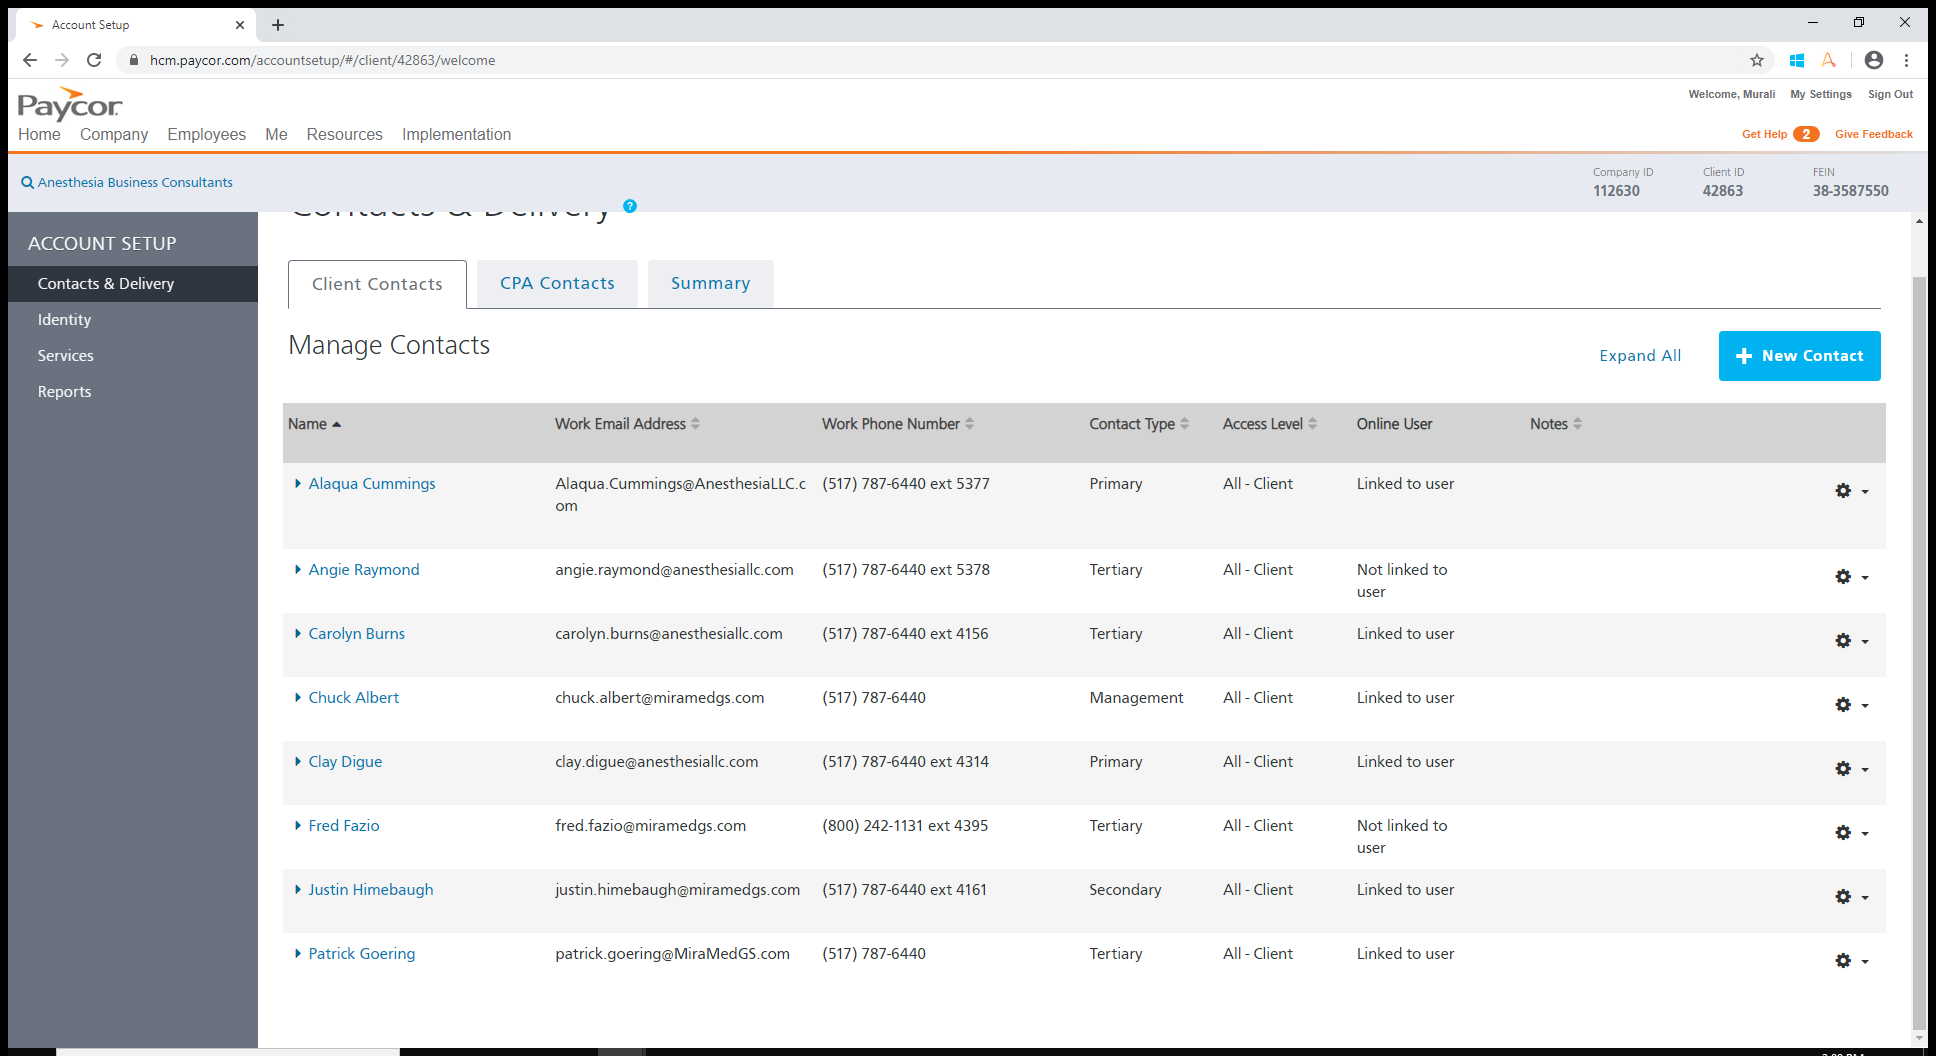 Account Setup
hcm.paycor.com/accountsetup/#/client/42863/welcome
Paycor
Welcome, Murali My Settings Sign Out
Home Company Employees Me Resources Implementation
Get Help 2 Give Feedback
Anesthesia Business Consultants
Company ID Client ID FEIN
112630 42863 38-3587550
Contacts & Delivery ?
ACCOUNT SETUP
Contacts & Delivery
Identity
Services
Reports
Client Contacts CPA Contacts Summary
Manage Contacts
Expand All + New Contact
Name Work Email Address Work Phone Number Contact Type Access Level Online User Notes
Alaqua Cummings Alaqua.Cummings@AnesthesiaLLC.c (517) 787-6440 ext 5377 Primary All - Client Linked to user
om
Angie Raymond angie.raymond@anesthesiallc.com (517) 787-6440 ext 5378 Tertiary All - Client Not linked to
user
Carolyn Burns carolyn.burns@anesthesiallc.com (517) 787-6440 ext 4156 Tertiary All - Client Linked to user
Chuck Albert chuck.albert@miramedgs.com (517) 787-6440 Management All - Client Linked to user
Clay Digue clay.digue@anesthesiallc.com (517) 787-6440 ext 4314 Primary All - Client Linked to user
Fred Fazio fred.fazio@miramedgs.com (800) 242-1131 ext 4395 Tertiary All - Client Not linked to
user
Justin Himebaugh justin.himebaugh@miramedgs.com (517) 787-6440 ext 4161 Secondary All - Client Linked to user
Patrick Goering patrick.goering@MiraMedGS.com (517) 787-6440 Tertiary All - Client Linked to user